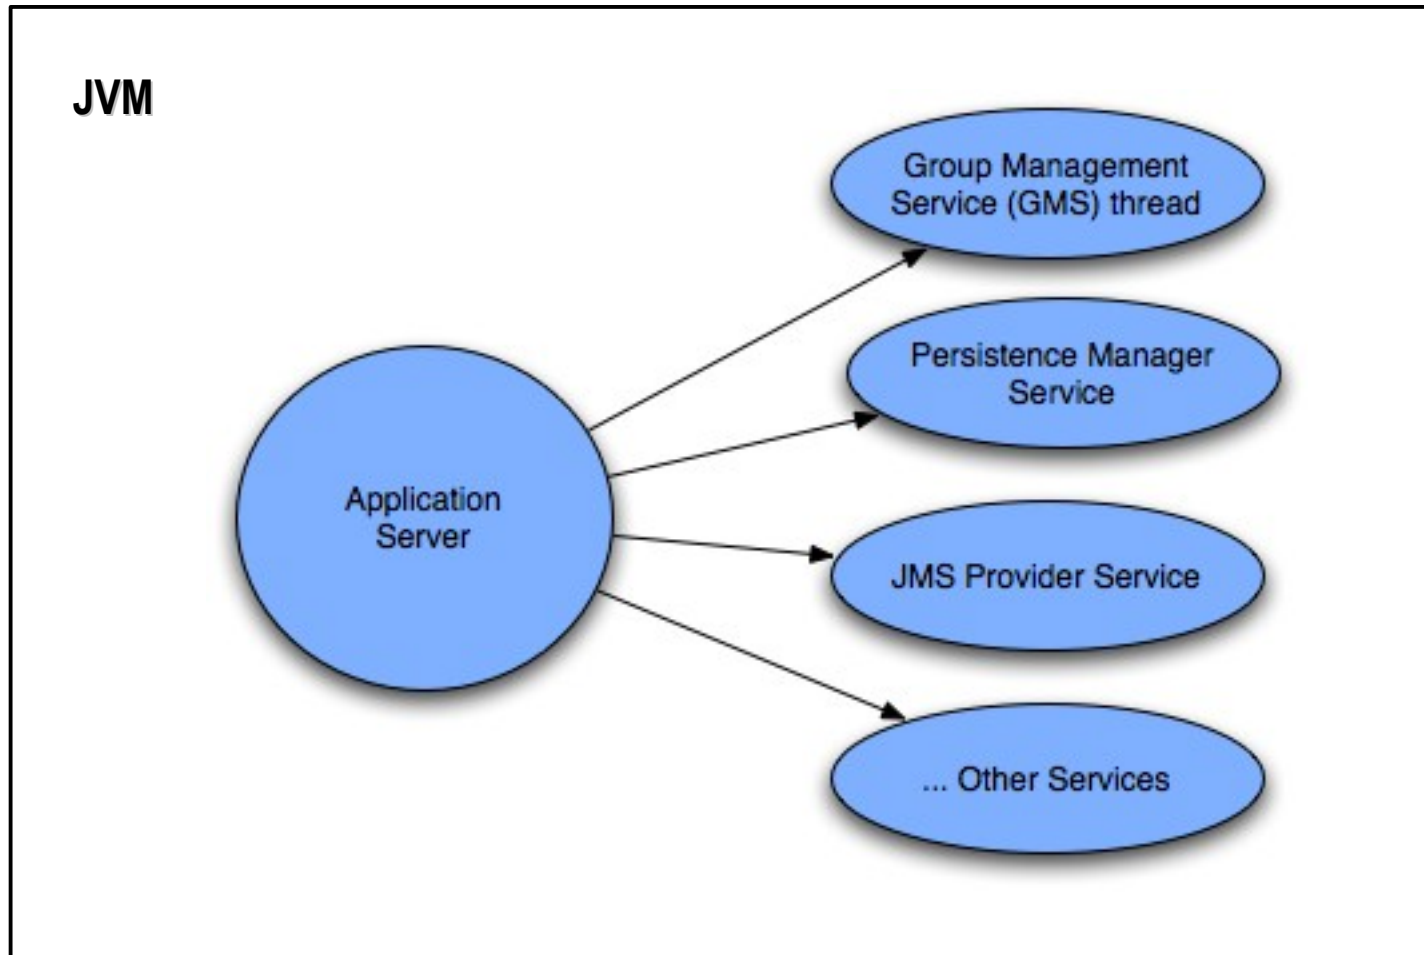 JVM
Group Management
Service (GMS) thread
Persistence Manager
Service
Application
Server
JMS Provider Service
... Other Services